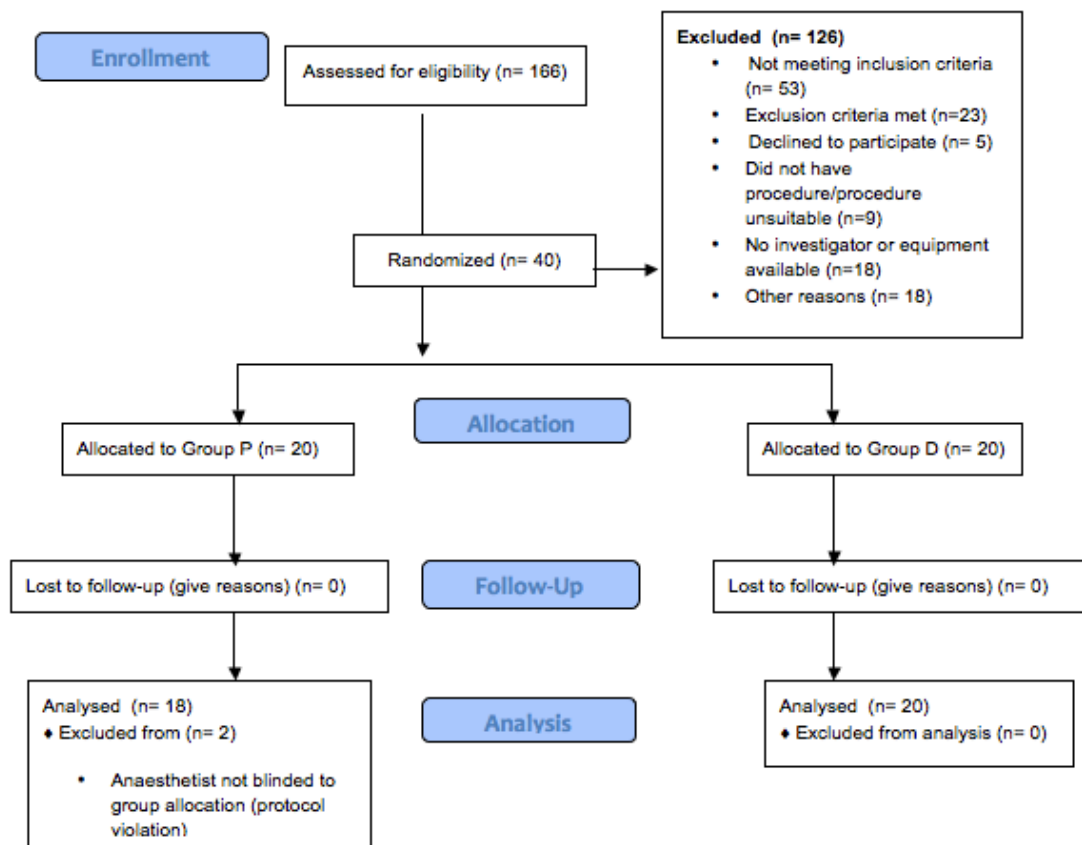 Enrollment
Assessed for eligibility (n= 166)
Excluded (n= 126)
• Not meeting inclusion criteria
(n= 53)
• Exclusion criteria met (n=23)
• Declined to participate (n= 5)
• Did not have
procedure/procedure
unsuitable (n=9)
• No investigator or equipment
available (n=18)
• Other reasons (n= 18)
Randomized (n= 40)
Allocation
Allocated to Group P (n= 20)
Allocated to Group D (n= 20)
Lost to follow-up (give reasons) (n= 0)
Follow-Up
Lost to follow-up (give reasons) (n= 0)
Analysed (n= 18)
♦ Excluded from (n= 2)
• Anaesthetist not blinded to
group allocation (protocol
violation)
Analysis
Analysed (n= 20)
♦ Excluded from analysis (n= 0)